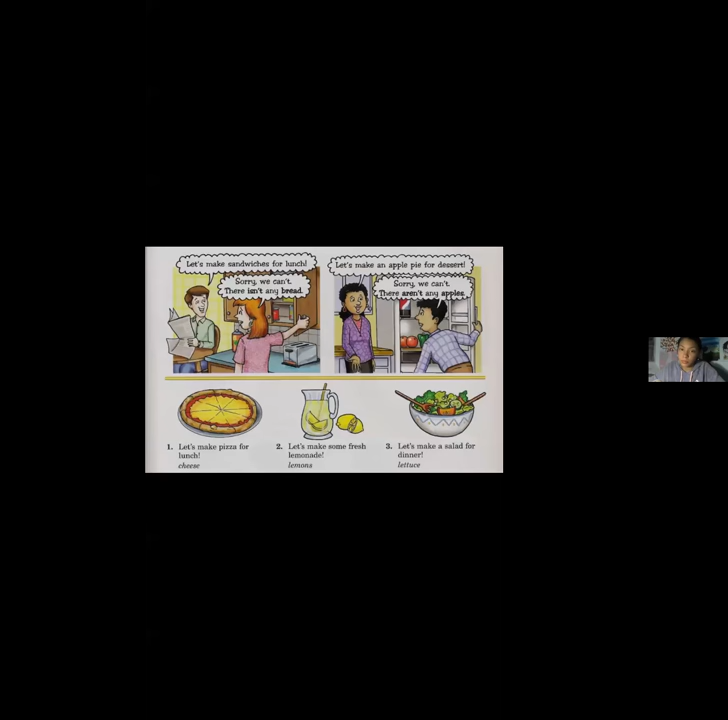 Let's make sandwiches for lunch!
Sorry, we can't.
There isn't any bread.
Let's make an apple pie for dessert!
Sorry, we can't.
There aren't any apples.
1. Let's make pizza for
lunch!
cheese
2. Let's make some fresh
lemonade!
lemons
3. Let's make a salad for
dinner!
lettuce